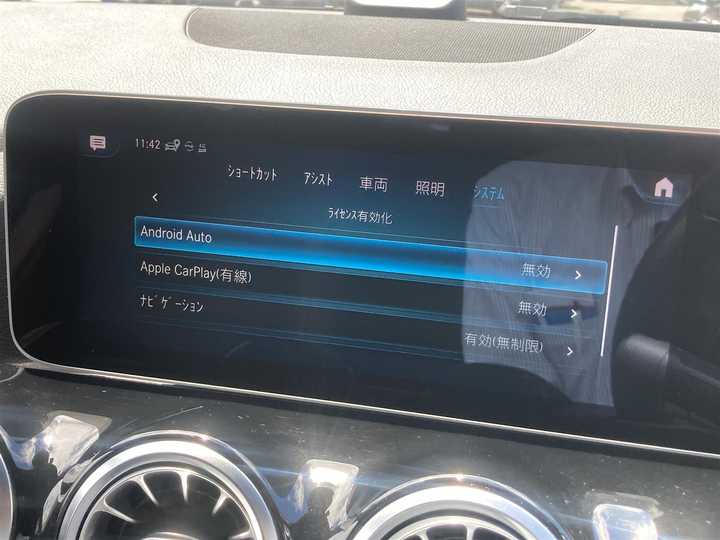 11:42
ショートカット アシスト 車両 照明 システム
ライセンス有効化
Android Auto 無効
Apple CarPlay(有線) 無効
ナビゲーション 有効(無制限)